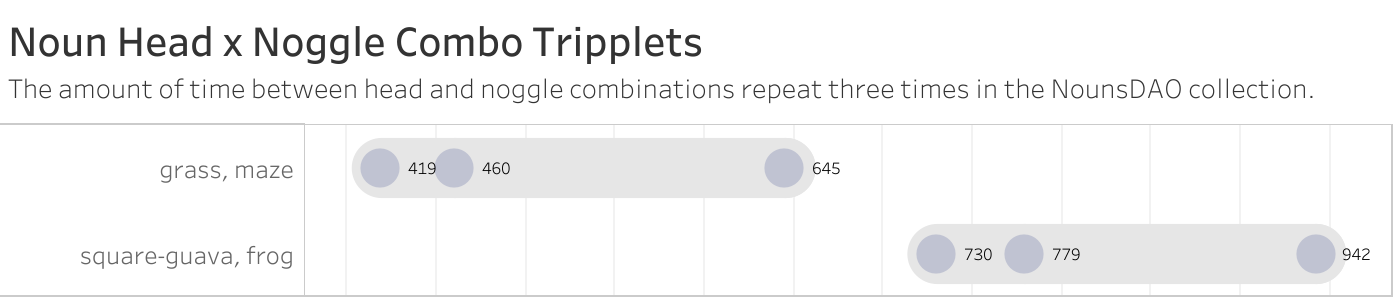 Noun Head x Noggle Combo Tripplets
The amount of time between head and noggle combinations repeat three times in the NounsDAO collection.
grass, maze 419 460 645
square-guava, frog 730 779 942